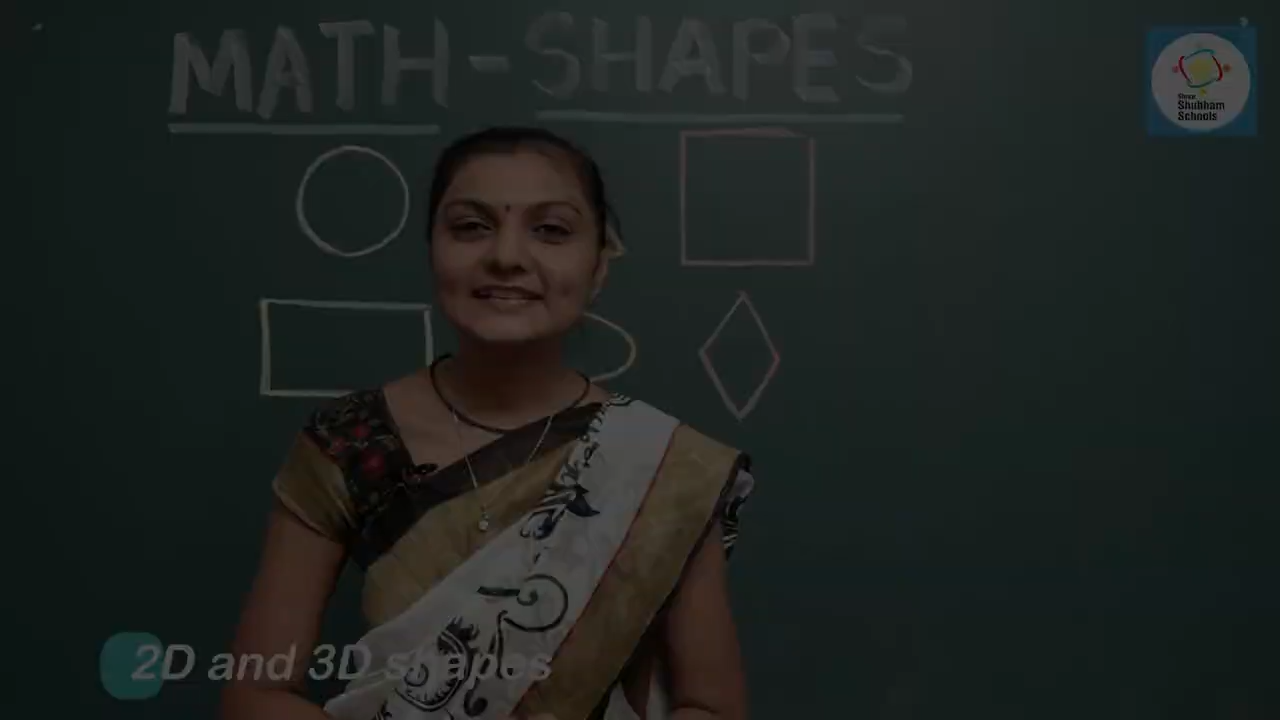 MATH - SHAPES
Shree
Shubham
Schools
2D and 3D shapes